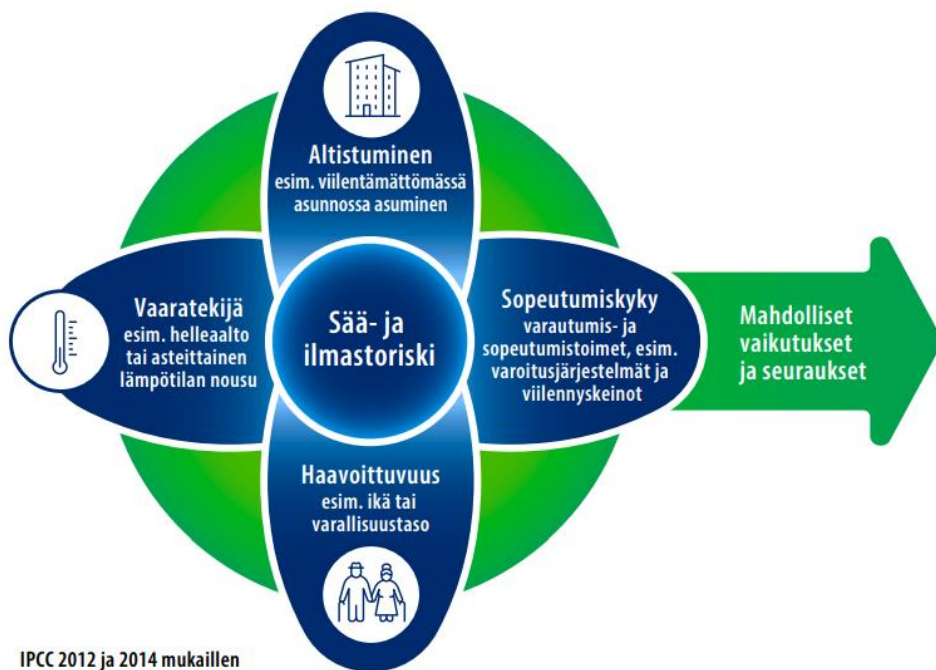 Altistuminen
esim. viilentämättömässä
asunnossa asuminen
Vaaratekijä
esim. helleaalto
tai asteittainen
lämpötilan nousu
Sää- ja
ilmastoriski
Sopeutumiskyky
varautumis- ja
sopeutumistoimet, esim.
varoitusjärjestelmät ja
viilennyskeinot
Mahdolliset
vaikutukset
ja seuraukset
Haavoittuvuus
esim. ikä tai
varallisuustaso
IPCC 2012 ja 2014 mukaillen